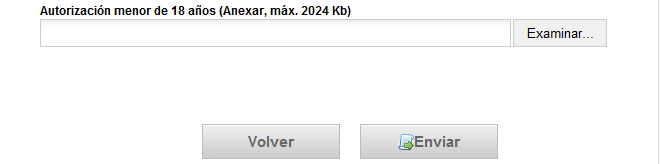 Autorización menor de 18 años (Anexar, máx. 2024 Kb)
Examinar...
Volver
Enviar